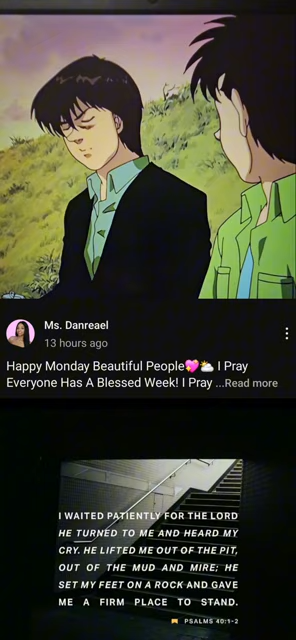 Ms. Danreael
13 hours ago
Happy Monday Beautiful People💖⛅ I Pray
Everyone Has A Blessed Week! I Pray ...Read more
I WAITED PATIENTLY FOR THE LORD
HE TURNED TO ME AND HEARD MY
CRY. HE LIFTED ME OUT OF THE PIT,
OUT OF THE MUD AND MIRE; HE
SET MY FEET ON A ROCK AND GAVE
ME A FIRM PLACE TO STAND.
PSALMS 40:1-2